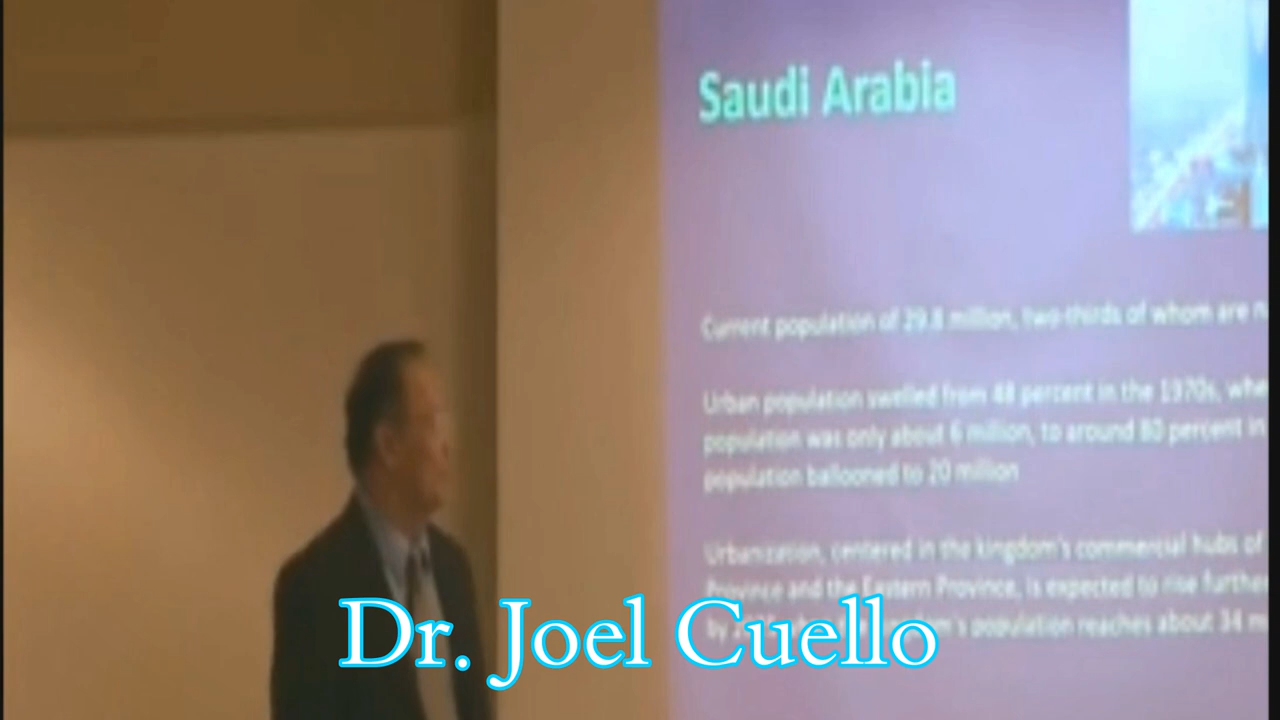 Saudi Arabia
Current population of 29.8 million, two-thirds of whom are
Urban population swelled from 48 percent in the 1970s,
population was only about 6 million, to around 80 percent in
population ballooned to 20 million
Urbanization, centered in the kingdom's commercial hubs of
Province and the Eastern Province, is expected to rise
by population reaches about 34
Dr. Joel Cuello